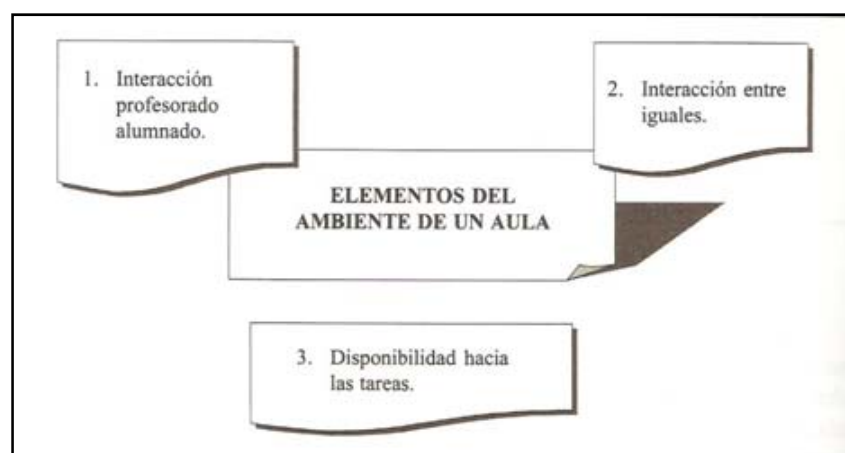 1. Interacción
profesorado
alumnado.
2. Interacción entre
iguales.
ELEMENTOS DEL
AMBIENTE DE UN AULA
3. Disponibilidad hacia
las tareas.